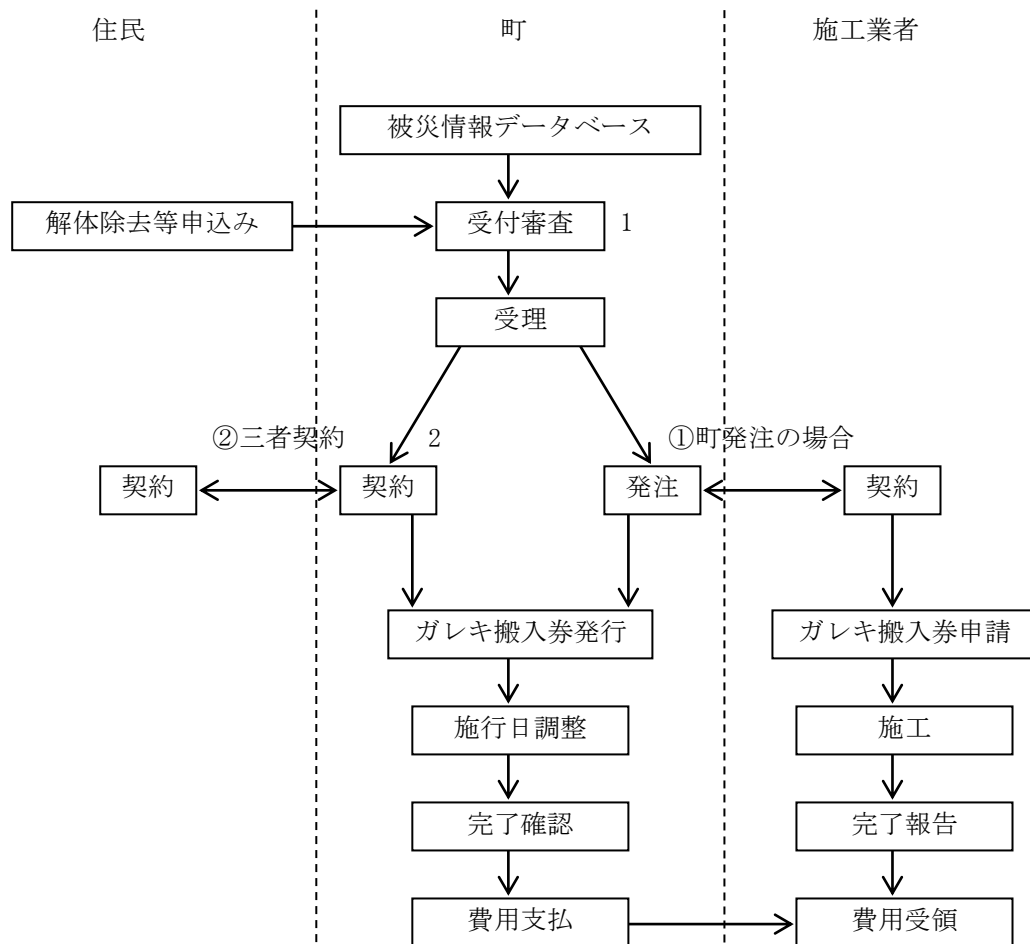 住民 町 施工業者
被災情報データベース
解体除去等申込み 受付審査 1
受理
②三者契約 2 ①町発注の場合
契約 契約 発注 契約
ガレキ搬入券発行 ガレキ搬入券申請
施行日調整 施工
完了確認 完了報告
費用支払 費用受領